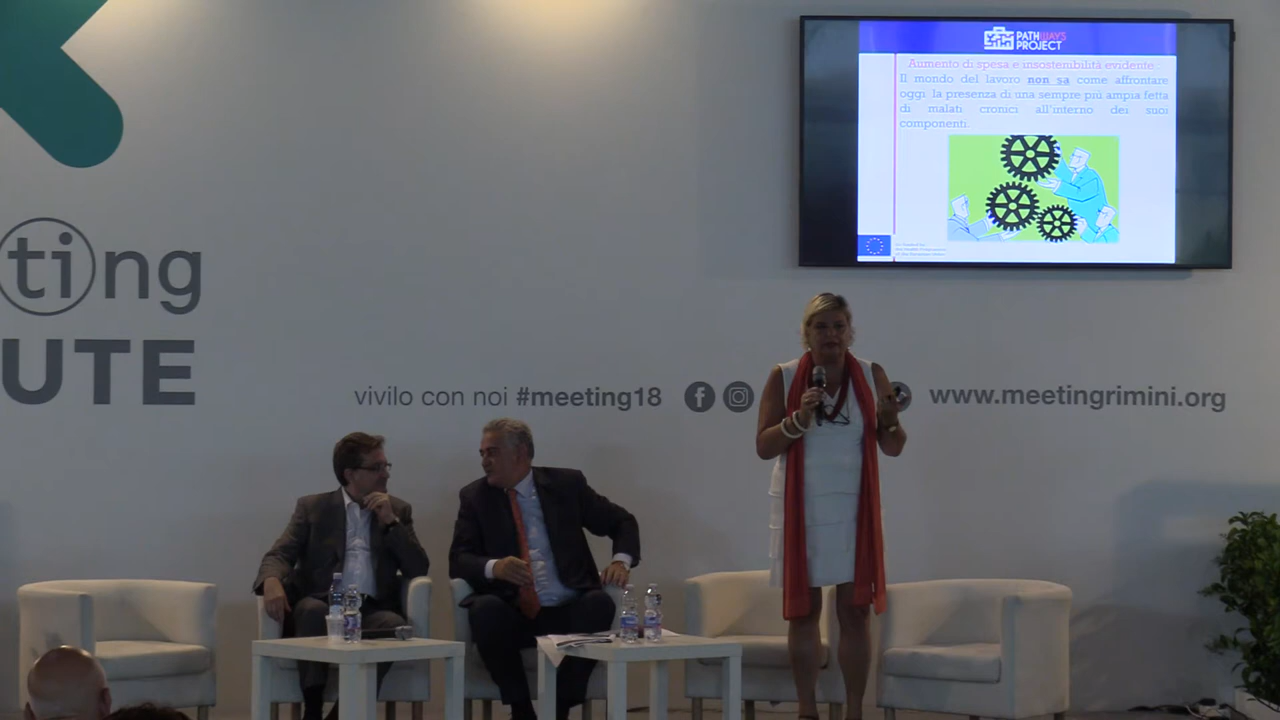 PATHWAYS
PROJECT
Aumento di spesa e insostenibilità evidente :
Il mondo del lavoro non sa come affrontare
oggi la presenza di una sempre più ampia fetta
di malati cronici all'interno dei suoi
componenti.
ting
UTE
vivilo con noi #meeting18
www.meetingrimini.org